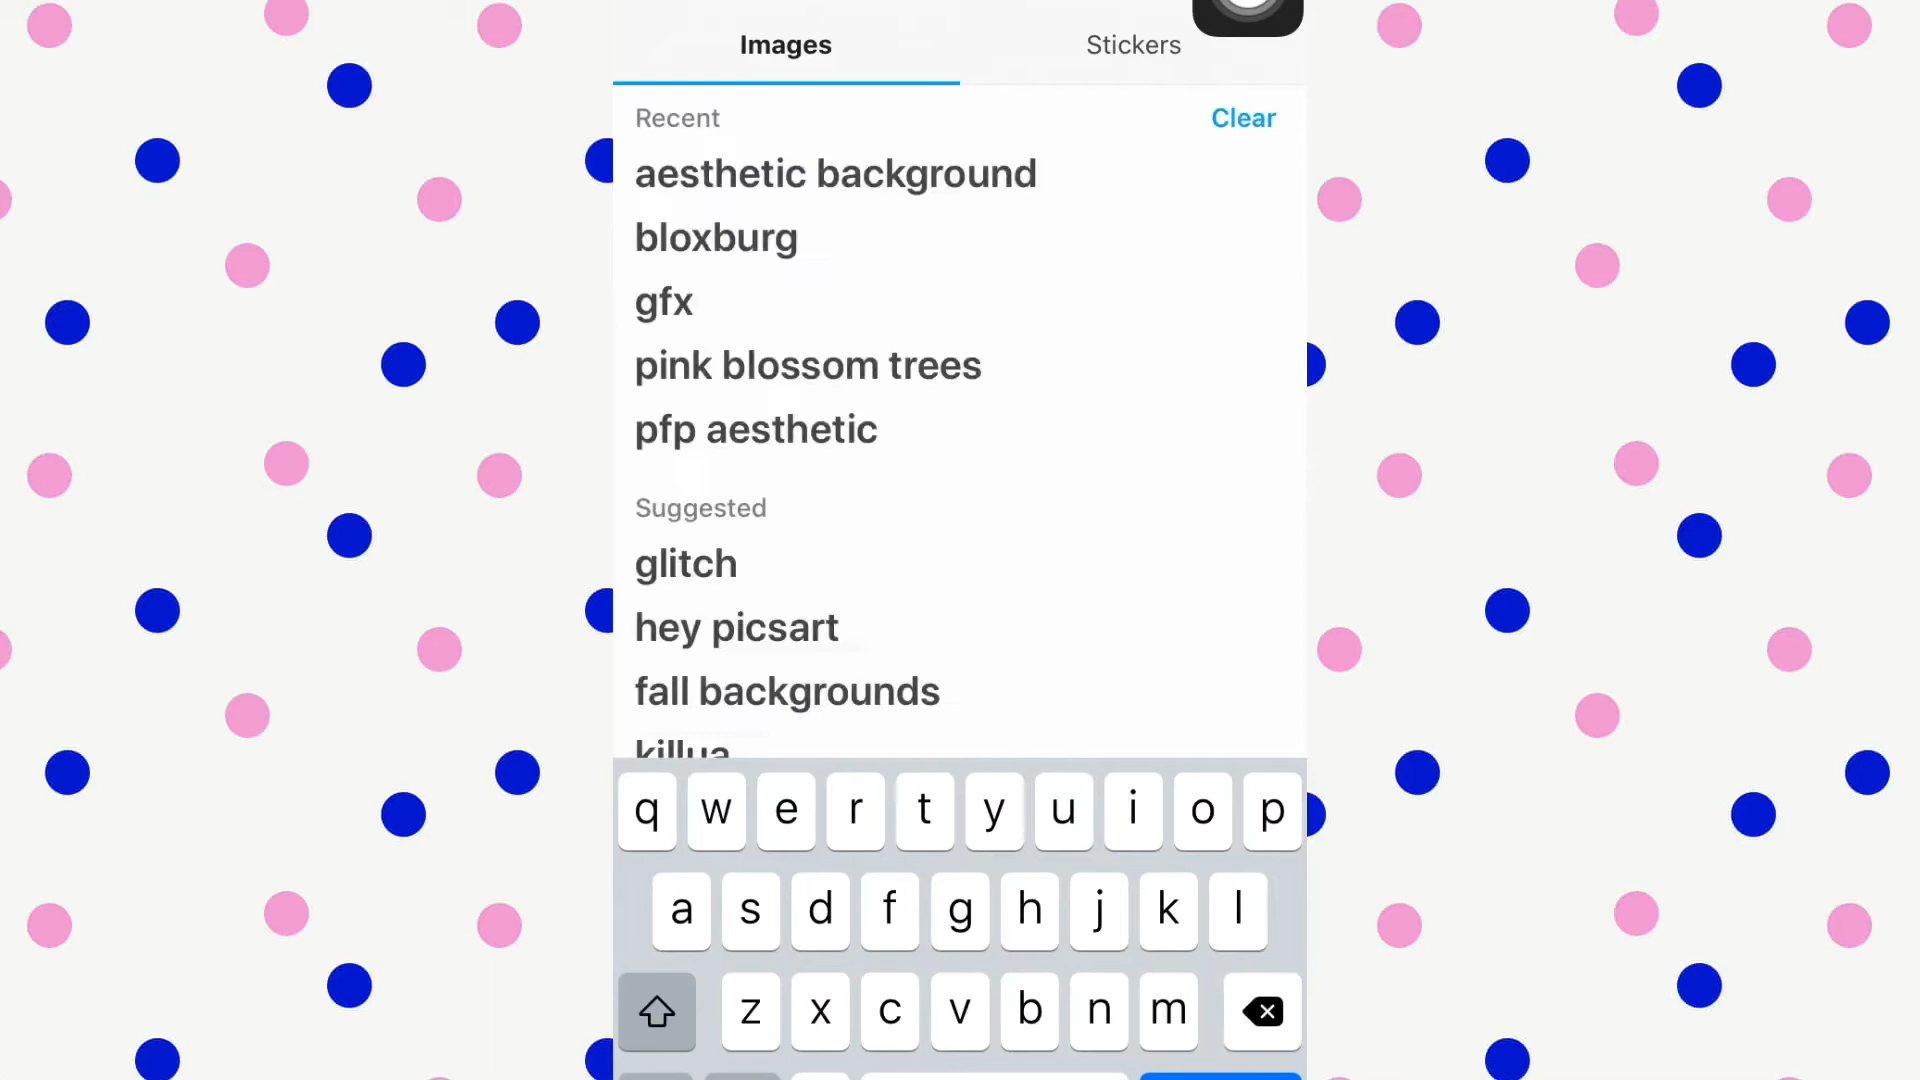 Images Stickers
Recent Clear
aesthetic background
bloxburg
gfx
pink blossom trees
pfp aesthetic
Suggested
glitch
hey picsart
fall backgrounds
killua
q w e r t y u i o p
a s d f g h j k l
z x c v b n m